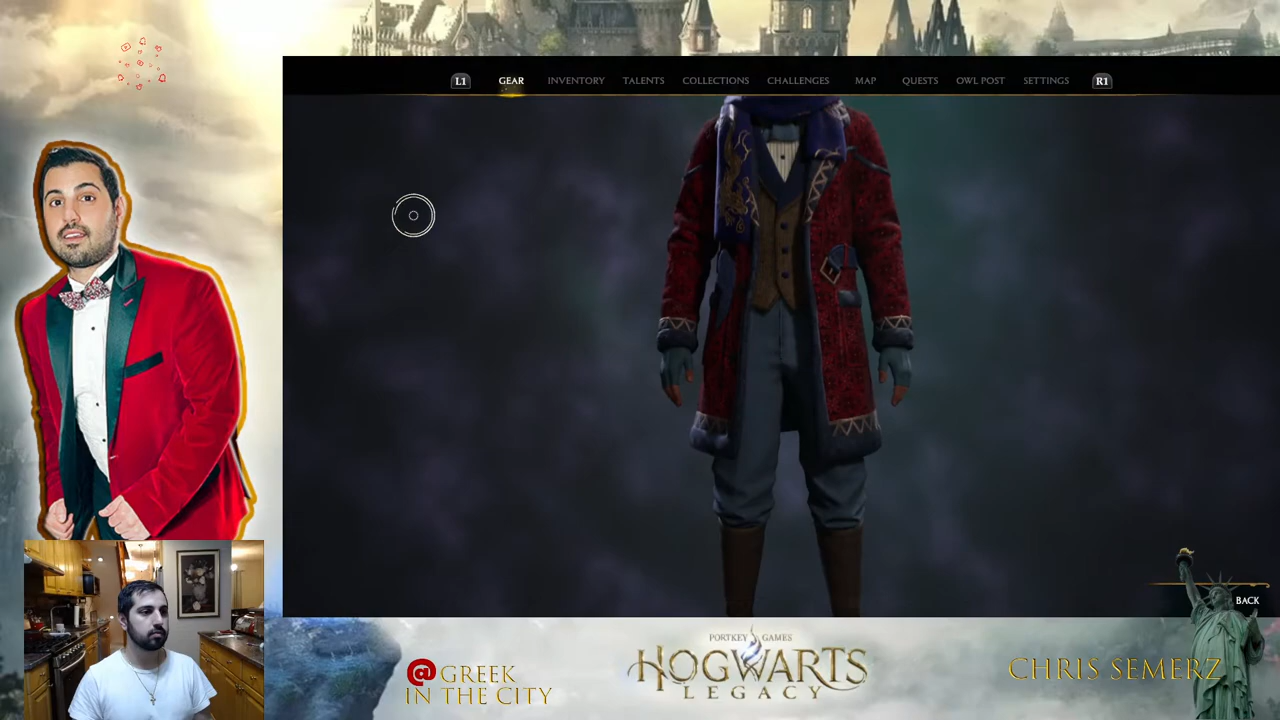 L1 GEAR INVENTORY TALENTS COLLECTIONS CHALLENGES MAP QUESTS OWL POST SETTINGS R1
BACK
@GREEK
IN THE CITY
PORTKEY GAMES
HOGWARTS
LEGACY
CHRIS SEMERZ